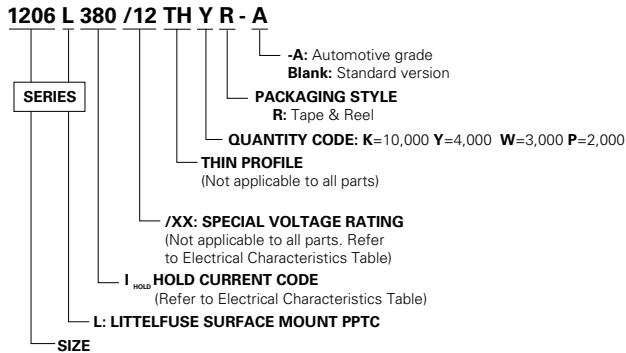 1206 L 380 /12 TH Y R - A
-A: Automotive grade
Blank: Standard version
SERIES
PACKAGING STYLE
R: Tape & Reel
QUANTITY CODE: K=10,000 Y=4,000 W=3,000 P=2,000
THIN PROFILE
(Not applicable to all parts)
/XX: SPECIAL VOLTAGE RATING
(Not applicable to all parts. Refer
to Electrical Characteristics Table)
I HOLD HOLD CURRENT CODE
(Refer to Electrical Characteristics Table)
L: LITTELFUSE SURFACE MOUNT PPTC
SIZE